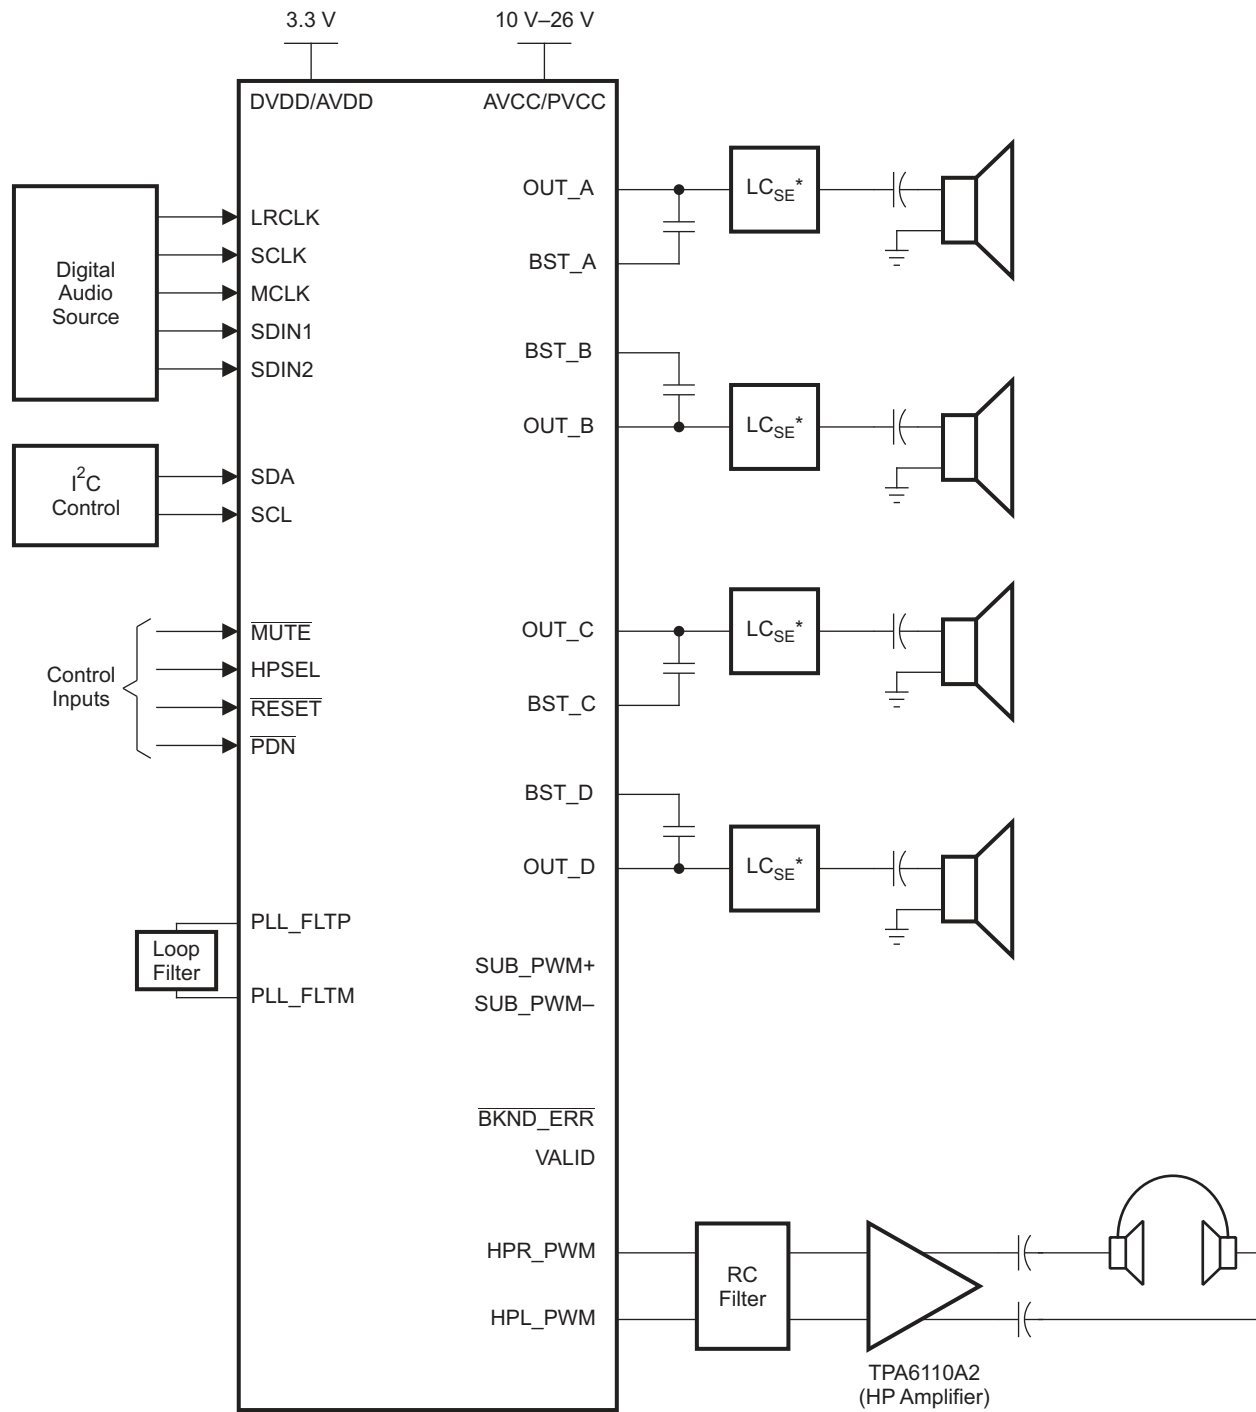 3.3 V
10 V–26 V
DVDD/AVDD
AVCC/PVCC
Digital
Audio
Source
LRCLK
SCLK
MCLK
SDIN1
SDIN2
I²C
Control
SDA
SCL
Control
Inputs
MUTE
HPSEL
RESET
PDN
Loop
Filter
PLL_FLTP
PLL_FLTM
OUT_A
BST_A
LCSE*
BST_B
OUT_B
LCSE*
OUT_C
BST_C
LCSE*
BST_D
OUT_D
LCSE*
SUB_PWM+
SUB_PWM–
BKND_ERR
VALID
HPR_PWM
HPL_PWM
RC
Filter
TPA6110A2
(HP Amplifier)